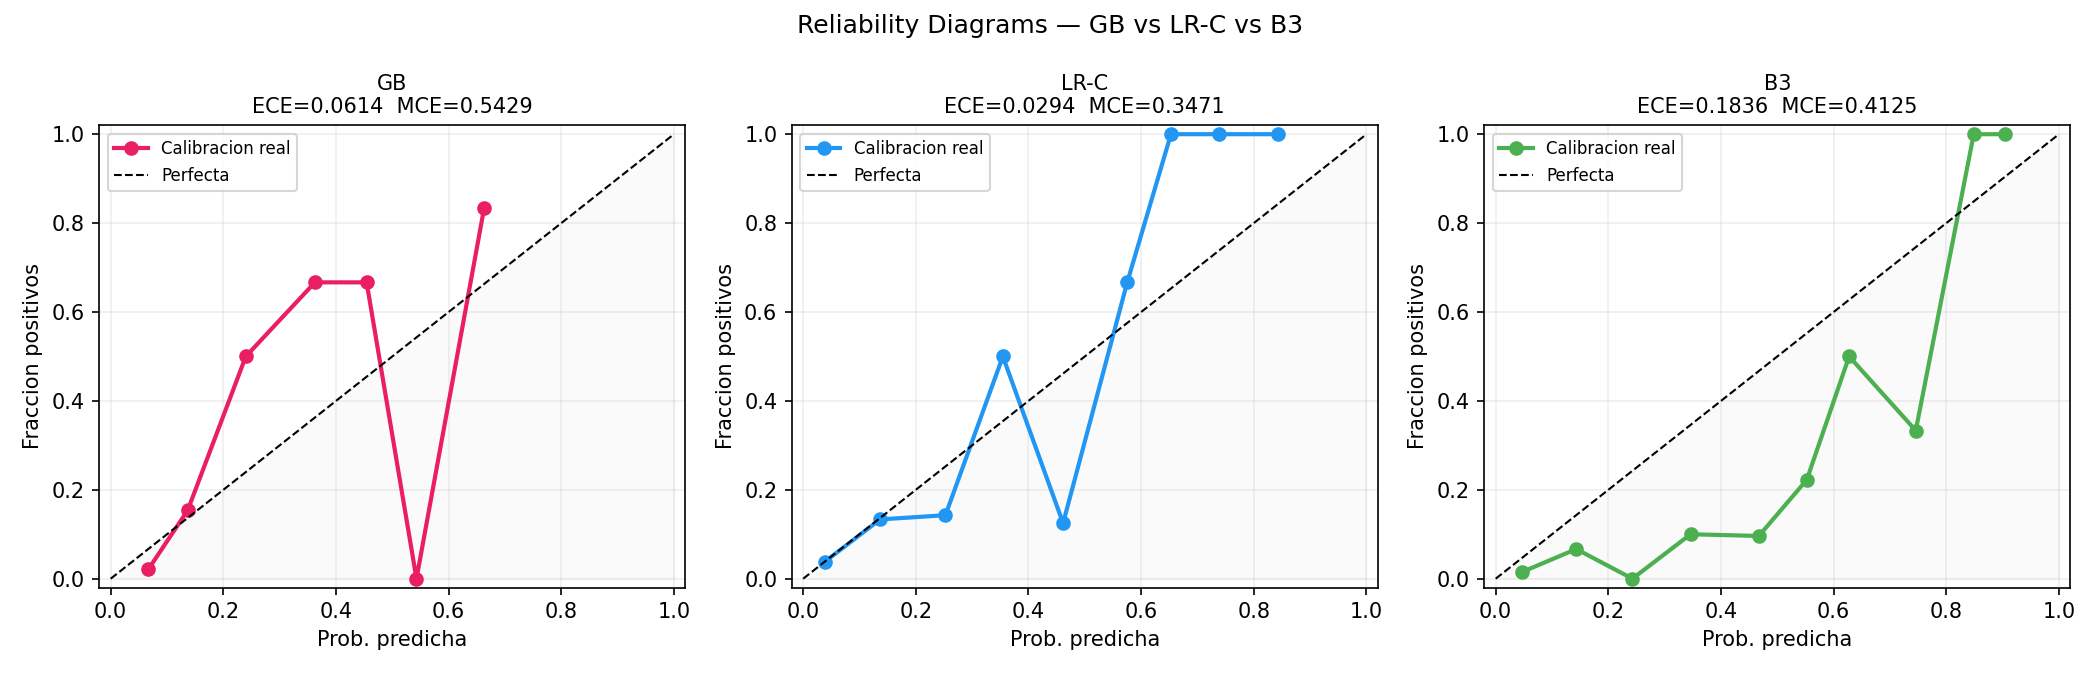 Reliability Diagrams — GB vs LR-C vs B3
GB
ECE=0.0614  MCE=0.5429
Calibracion real
Perfecta
Fraccion positivos
1.0
0.8
0.6
0.4
0.2
0.0
0.0 0.2 0.4 0.6 0.8 1.0
Prob. predicha
LR-C
ECE=0.0294  MCE=0.3471
Calibracion real
Perfecta
Fraccion positivos
1.0
0.8
0.6
0.4
0.2
0.0
0.0 0.2 0.4 0.6 0.8 1.0
Prob. predicha
B3
ECE=0.1836  MCE=0.4125
Calibracion real
Perfecta
Fraccion positivos
1.0
0.8
0.6
0.4
0.2
0.0
0.0 0.2 0.4 0.6 0.8 1.0
Prob. predicha